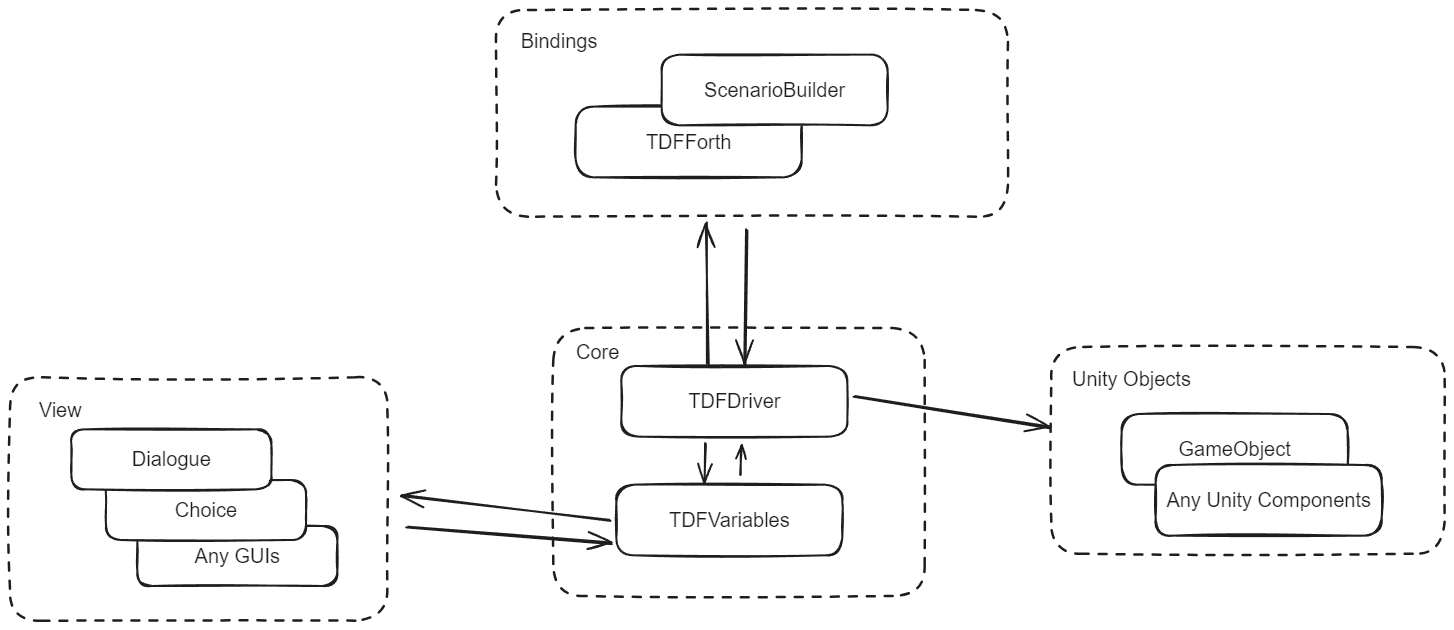 Bindings
ScenarioBuilder
TDFForth
Core
TDFDriver
TDFVariables
View
Dialogue
Choice
Any GUIs
Unity Objects
GameObject
Any Unity Components